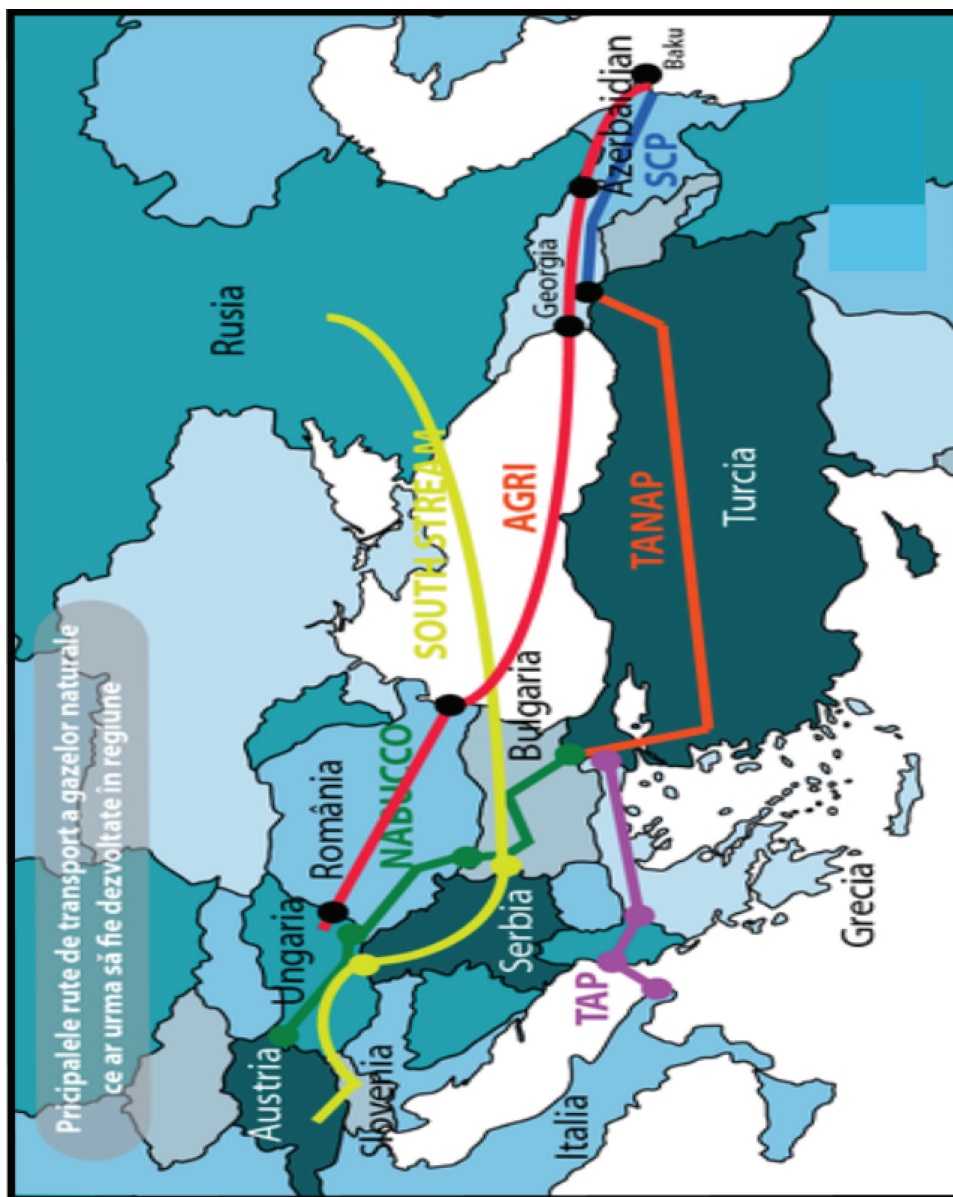 Pricipalele rute de transport a gazelor naturale
ce ar urma să fie dezvoltate în regiune
Rusia
Austria
Ungaria
România
Slovenia
NABUCCO
SOUTH STREAM
Georgia
Azerbaidjan
Baku
SCP
AGRI
Serbia
Bulgaria
Italia
TAP
TANAP
Turcia
Grecia